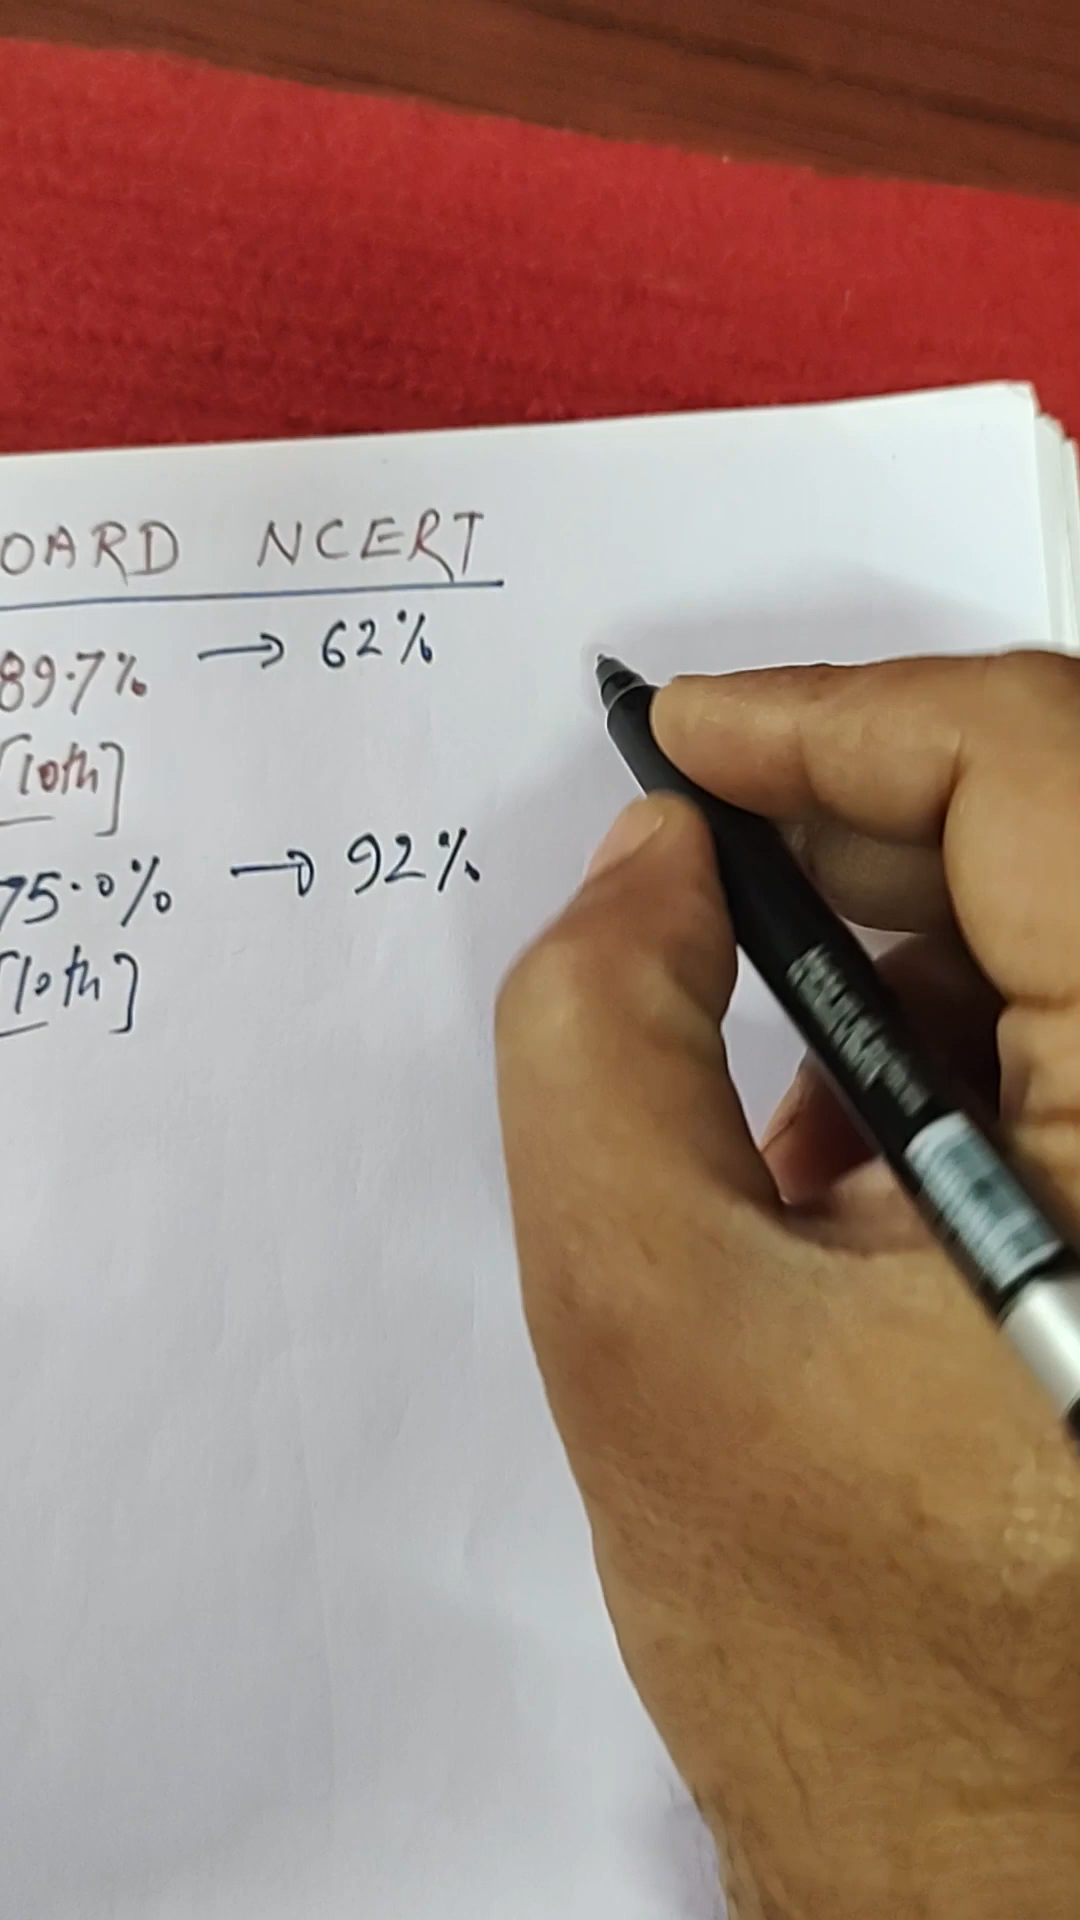 OARD NCERT
89.7% → 62%
[10th]
75.0% → 92%
[10th]